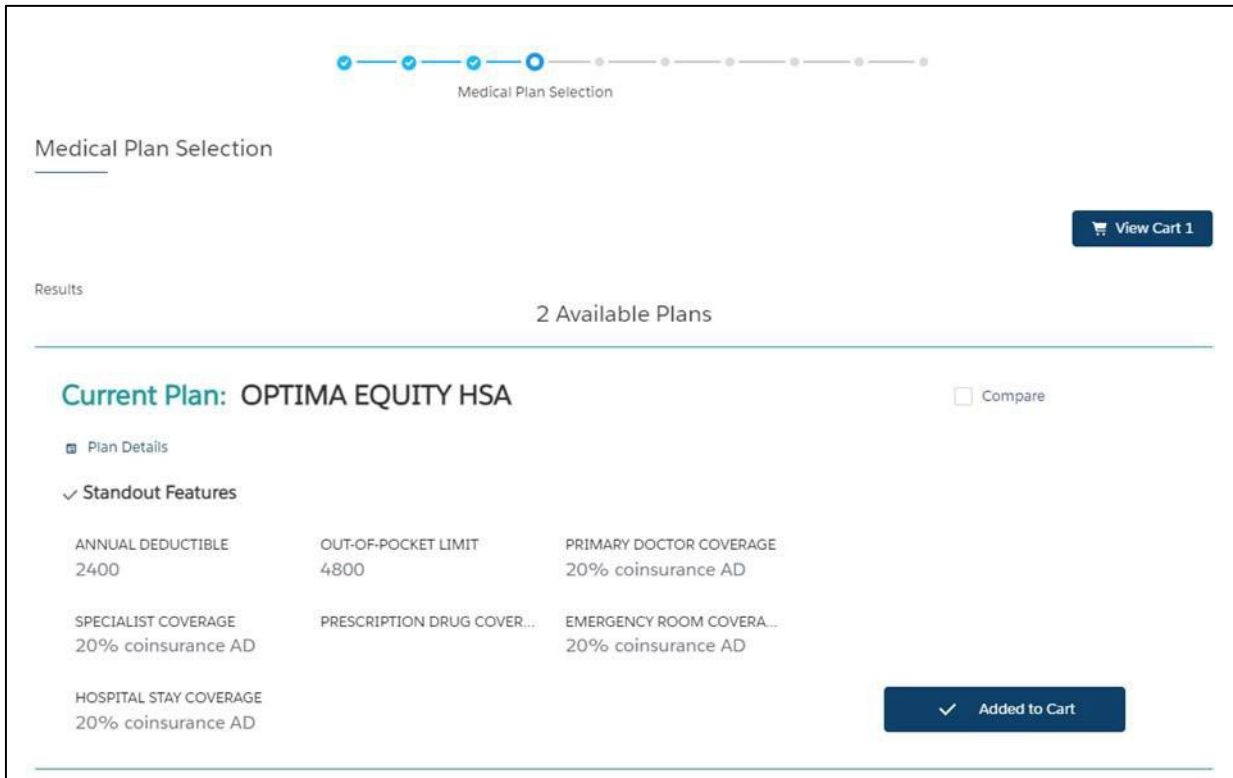 Medical Plan Selection
Medical Plan Selection
View Cart 1
Results
2 Available Plans
Current Plan: OPTIMA EQUITY HSA
Compare
Plan Details
Standout Features
ANNUAL DEDUCTIBLE OUT-OF-POCKET LIMIT PRIMARY DOCTOR COVERAGE
2400 4800 20% coinsurance AD
SPECIALIST COVERAGE PRESCRIPTION DRUG COVER... EMERGENCY ROOM COVERA...
20% coinsurance AD 20% coinsurance AD
HOSPITAL STAY COVERAGE
20% coinsurance AD
Added to Cart